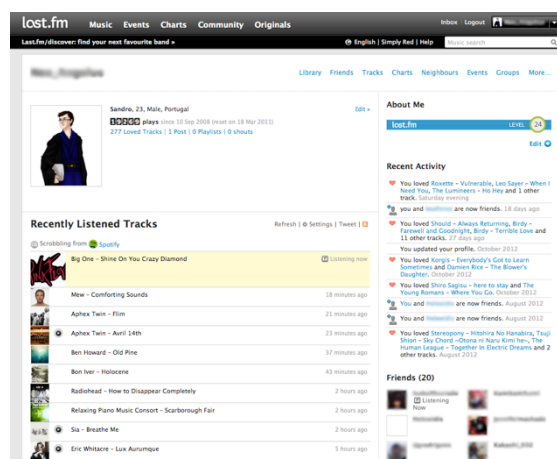 last.fm Music Events Charts Community Originals Inbox Logout
Last.fm/discover: find your next favourite band » English | Simply Red | Help Music search
Library Friends Tracks Charts Neighbours Events Groups More...
Sandro, 23, Male, Portugal Edit »
19269 plays since 10 Sep 2008 (reset on 18 Mar 2011)
277 Loved Tracks | 1 Post | 0 Playlists | 0 shouts
Recently Listened Tracks Refresh | Settings | Tweet |
Scrobbling from Spotify
Big One – Shine On You Crazy Diamond Listening now
Mew – Comforting Sounds 18 minutes ago
Aphex Twin – Flim 21 minutes ago
Aphex Twin – Avril 14th 23 minutes ago
Ben Howard – Old Pine 37 minutes ago
Bon Iver – Holocene 43 minutes ago
Radiohead – How to Disappear Completely 2 hours ago
Relaxing Piano Music Consort – Scarborough Fair 2 hours ago
Sia – Breathe Me 2 hours ago
Eric Whitacre – Lux Aurumque 5 hours ago
About Me
last.fm LEVEL 24
Edit
Recent Activity
You loved Roxette – Vulnerable, Leo Sayer – When I
Need You, The Lumineers – Ho Hey and 1 other
track. Saturday evening
you and are now friends. 18 days ago
You loved Should – Always Returning, Birdy –
Farewell and Goodnight, Birdy – Terrible Love and
11 other tracks. 27 days ago
You updated your profile. October 2012
You loved Korgis – Everybody's Got to Learn
Sometimes and Damien Rice – The Blower's
Daughter. October 2012
You loved Shiro Sagisu – here to stay and The
Young Romans – Where You Go. October 2012
You and are now friends. August 2012
You and are now friends. August 2012
You loved Stereopony – Hitohira No Hanabira, Tsuji
Shion – Sky Chord ~Otona ni Naru Kimi he~, The
Human League – Together In Electric Dreams and 2
other tracks. August 2012
Friends (20)
Listening
Now